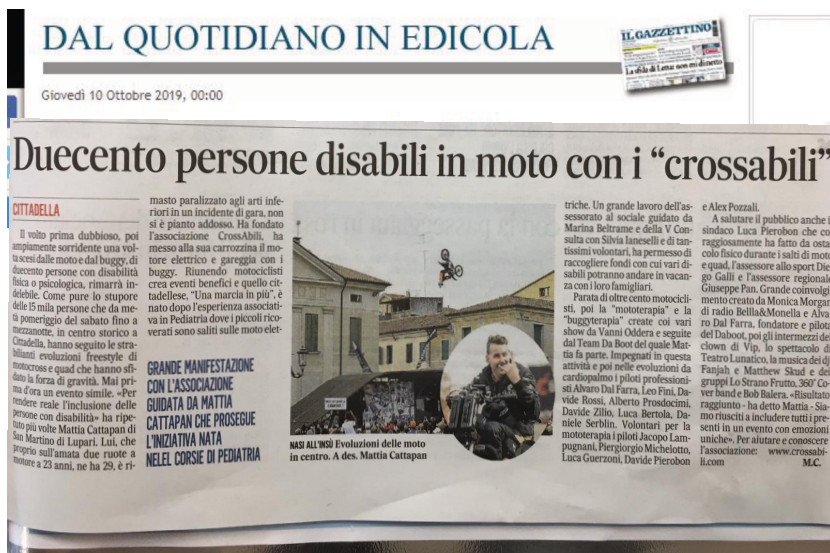 DAL QUOTIDIANO IN EDICOLA
IL GAZZETTINO
La sfida di Letta: non mi dimetto
Giovedì 10 Ottobre 2019, 00:00
Duecento persone disabili in moto con i “crossabili”
CITTADELLA
Il volto prima dubbioso, poi
ampiamente sorridente una vol-
ta scesi dalle moto e dal buggy, di
duecento persone con disabilità
fisica o psicologica, rimarrà in-
delebile. Come pure lo stupore
delle 15 mila persone che da me-
tà pomeriggio del sabato fino a
mezzanotte, in centro storico a
Cittadella, hanno seguito le stra-
bilianti evoluzioni freestyle di
motocross e quad che hanno sfi-
dato la forza di gravità. Mai pri-
ma d'ora un evento simile. «Per
rendere reale l'inclusione delle
persone con disabilità» ha ripe-
tuto più volte Mattia Cattapan di
San Martino di Lupari. Lui, che
proprio sull'amata due ruote a
motore a 23 anni, ne ha 29, è ri-
masto paralizzato agli arti infe-
riori in un incidente di gara, non
si è pianto addosso. Ha fondato
l'associazione CrossAbili, ha
messo alla sua carrozzina il mo-
tore elettrico e gareggia con i
buggy. Riunendo motociclisti
crea eventi benefici e quello cit-
tadellese, "Una marcia in più", è
nato dopo l'esperienza associati-
va in Pediatria dove i piccoli rico-
verati sono saliti sulle moto elet-
GRANDE MANIFESTAZIONE
CON L'ASSOCIAZIONE
GUIDATA DA MATTIA
CATTAPAN CHE PROSEGUE
L'INIZIATIVA NATA
NELEL CORSIE DI PEDIATRIA
NASI ALL'INSÙ Evoluzioni delle moto
in centro. A des. Mattia Cattapan
triche. Un grande lavoro dell'as-
sessorato al sociale guidato da
Marina Beltrame e della V Con-
sulta con Silvia Ianeselli e di tan-
tissimi volontari, ha permesso di
raccogliere fondi con cui vari di-
sabili potranno andare in vacan-
za con i loro famigliari.
Parata di oltre cento motocicli-
sti, poi la "mototerapia" e la
"buggyterapia" create coi vari
show da Vanni Oddera e seguite
dal Team Da Boot del quale Mat-
tia fa parte. Impegnati in questa
attività e poi nelle evoluzioni da
cardiopalmo i piloti professioni-
sti Alvaro Dal Farra, Leo Fini, Da-
vide Rossi, Alberto Prosdocimi,
Davide Zilio, Luca Bertola, Da-
niele Serblin. Volontari per la
mototerapia i piloti Jacopo Lam-
pugnani, Piergiorgio Michelotto,
Luca Guerzoni, Davide Pierobon
e Alex Pozzali.
A salutare il pubblico anche i
sindaco Luca Pierobon che co
raggiosamente ha fatto da osta-
colo fisico durante i salti di moto
e quad, l'assessore allo sport Die-
go Galli e l'assessore regionale
Giuseppe Pan. Grande coinvolgi-
mento creato da Monica Morgan
di radio Bellla&Monella e Alva-
ro Dal Farra, fondatore e pilota
del Daboot, poi gli intermezzi dei
clown di Vip, lo spettacolo di
Teatro Lunatico, la musica dei dj
Fanjah e Matthew Skud e dei
gruppi Lo Strano Frutto, 360° Co-
ver band e Bob Balera. «Risultato
raggiunto - ha detto Mattia - Sia-
mo riusciti a includere tutti i pre-
senti in un evento con emozioni
uniche». Per aiutare e conoscere
l'associazione: www.crossabi-
li.com
M.C.